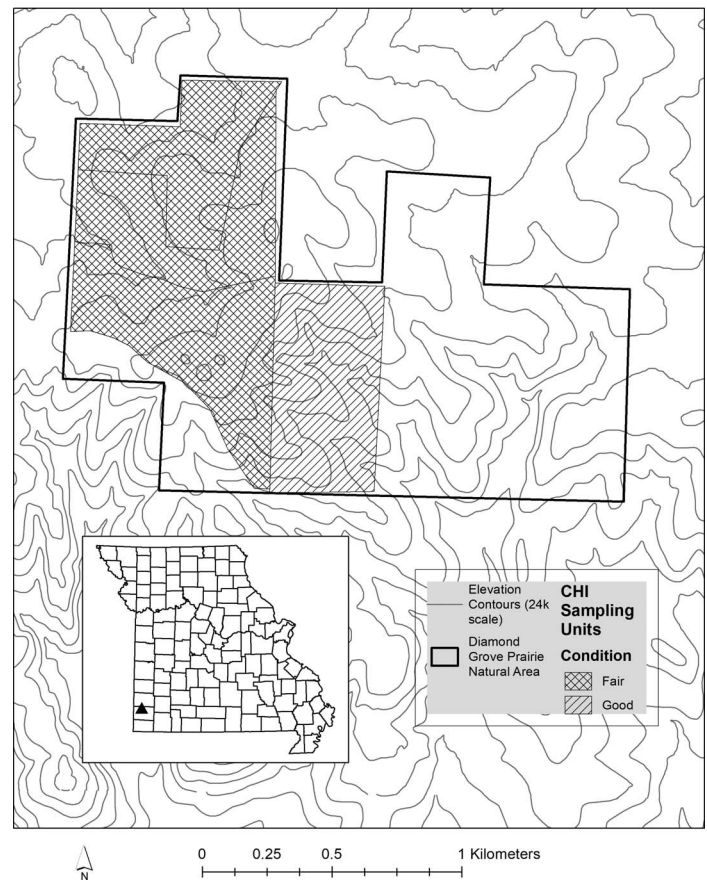 Elevation
Contours (24k
scale)
Diamond
Grove Prairie
Natural Area
CHI
Sampling
Units
Condition
Fair
Good
N
0 0.25 0.5 1 Kilometers